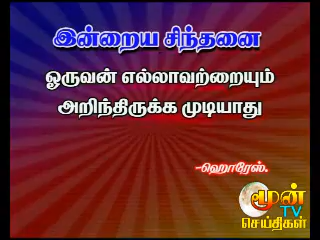 இன்றைய சிந்தனை
ஒருவன் எல்லாவற்றையும்
அறிந்திருக்க முடியாது
-ஹொரேஸ்.
மூன்
TV
செய்திகள்